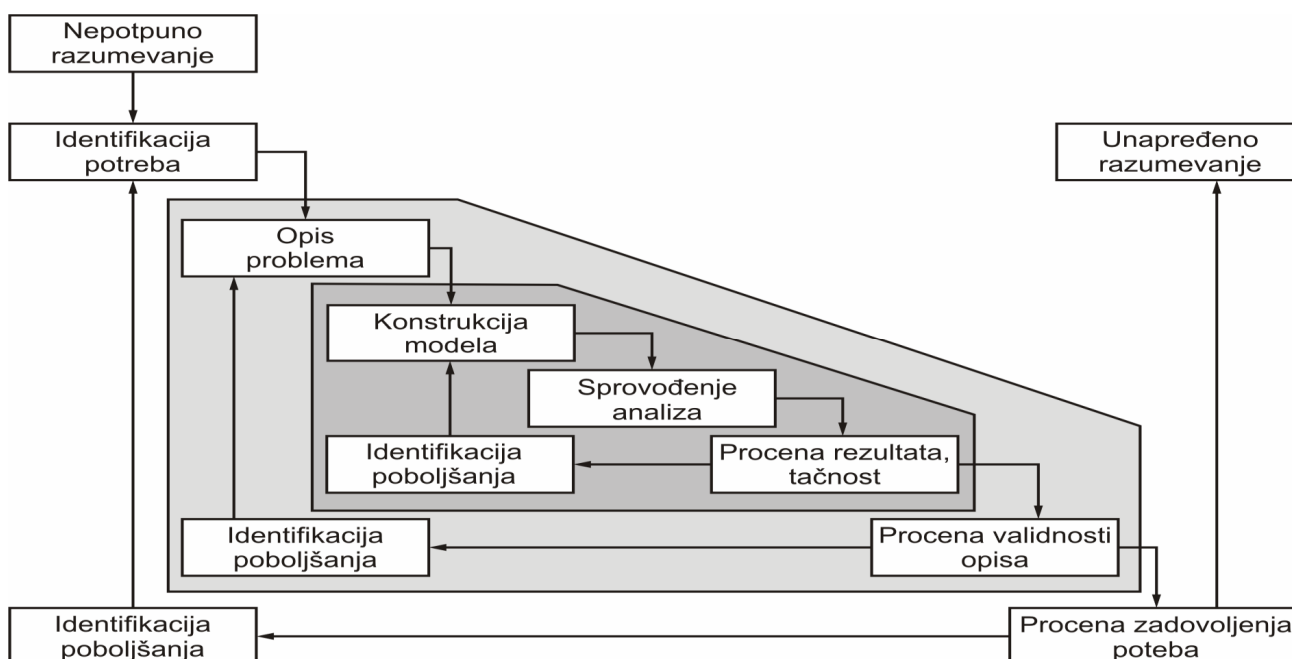 Nepotpuno
razumevanje
Identifikacija
potreba
Unapređeno
razumevanje
Opis
problema
Konstrukcija
modela
Sprovođenje
analiza
Identifikacija
poboljšanja
Procena rezultata,
tačnost
Identifikacija
poboljšanja
Procena validnosti
opisa
Identifikacija
poboljšanja
Procena zadovoljenja
poteba